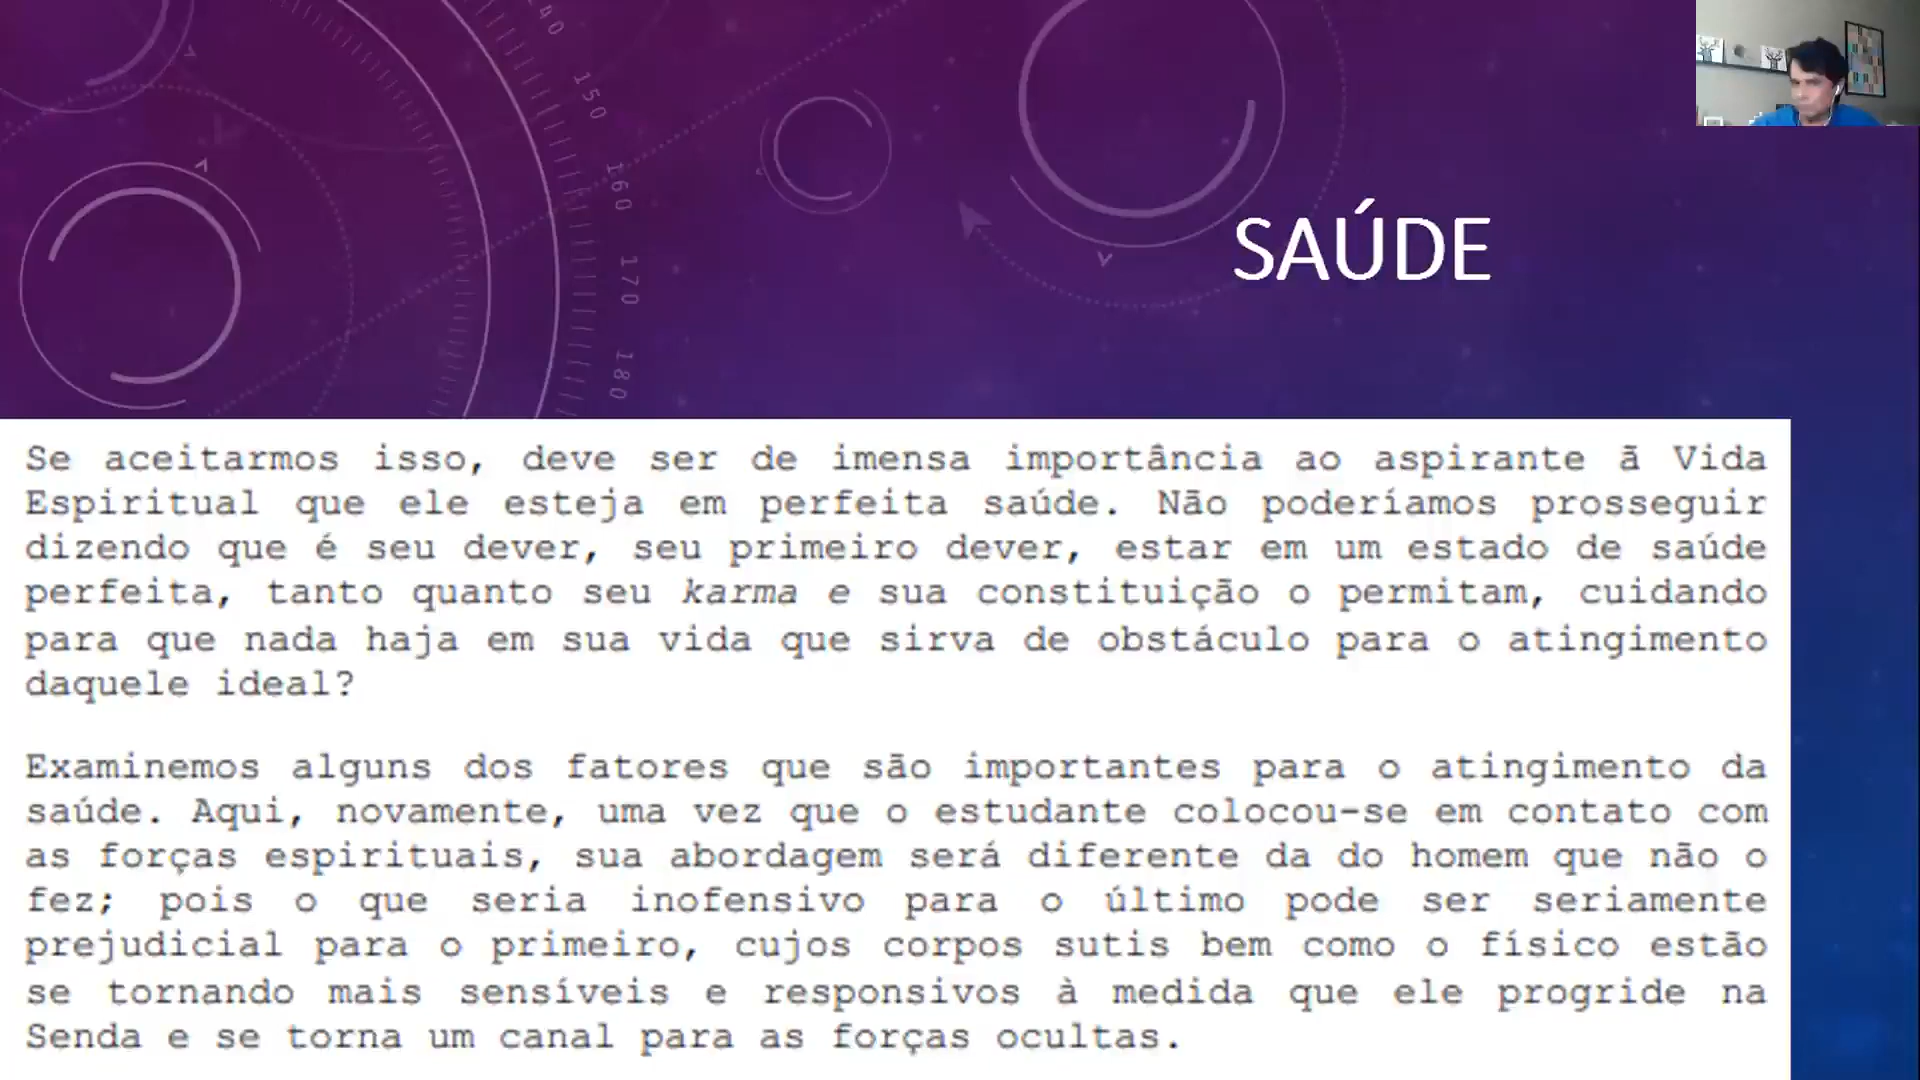 140
150
160
170
180
SAÚDE
Se aceitarmos isso, deve ser de imensa importância ao aspirante ã Vida
Espiritual que ele esteja em perfeita saúde. Não poderíamos prosseguir
dizendo que é seu dever, seu primeiro dever, estar em um estado de saúde
perfeita, tanto quanto seu karma e sua constituição o permitam, cuidando
para que nada haja em sua vida que sirva de obstáculo para o atingimento
daquele ideal?
Examinemos alguns dos fatores que são importantes para o atingimento da
saúde. Aqui, novamente, uma vez que o estudante colocou-se em contato com
as forças espirituais, sua abordagem será diferente da do homem que não o
fez; pois o que seria inofensivo para o último pode ser seriamente
prejudicial para o primeiro, cujos corpos sutis bem como o físico estão
se tornando mais sensíveis e responsivos à medida que ele progride na
Senda e se torna um canal para as forças ocultas.